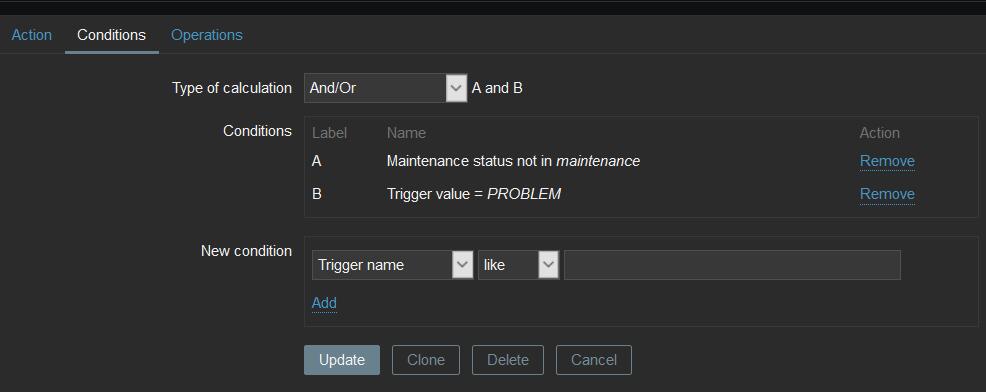 Action Conditions Operations
Type of calculation And/Or A and B
Conditions Label Name Action
A Maintenance status not in maintenance Remove
B Trigger value = PROBLEM Remove
New condition
Trigger name like
Add
Update Clone Delete Cancel